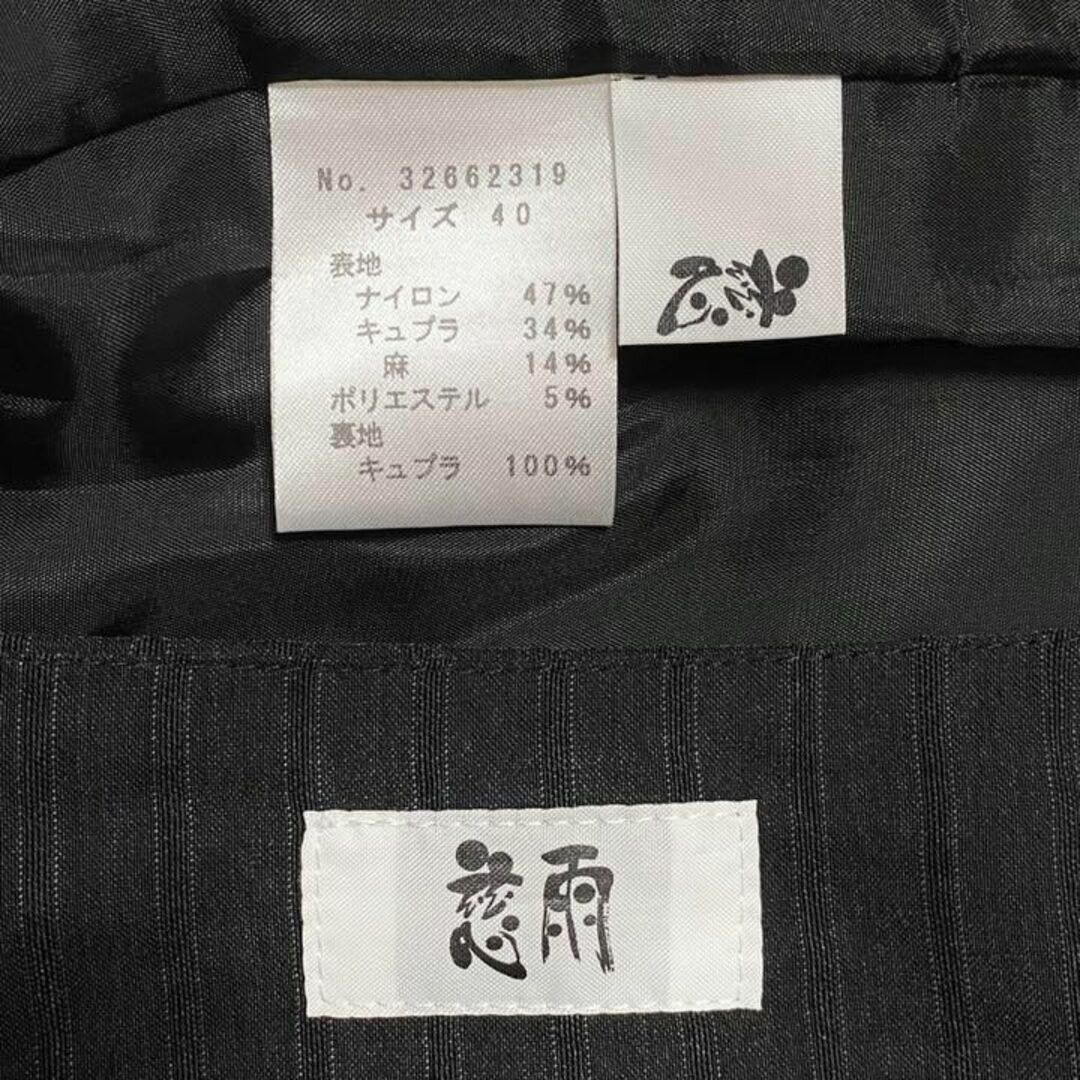 No. 32662319
サイズ 40
表地
ナイロン 47%
キュプラ 34%
麻 14%
ポリエステル 5%
裏地
キュプラ 100%
慈
慈雨